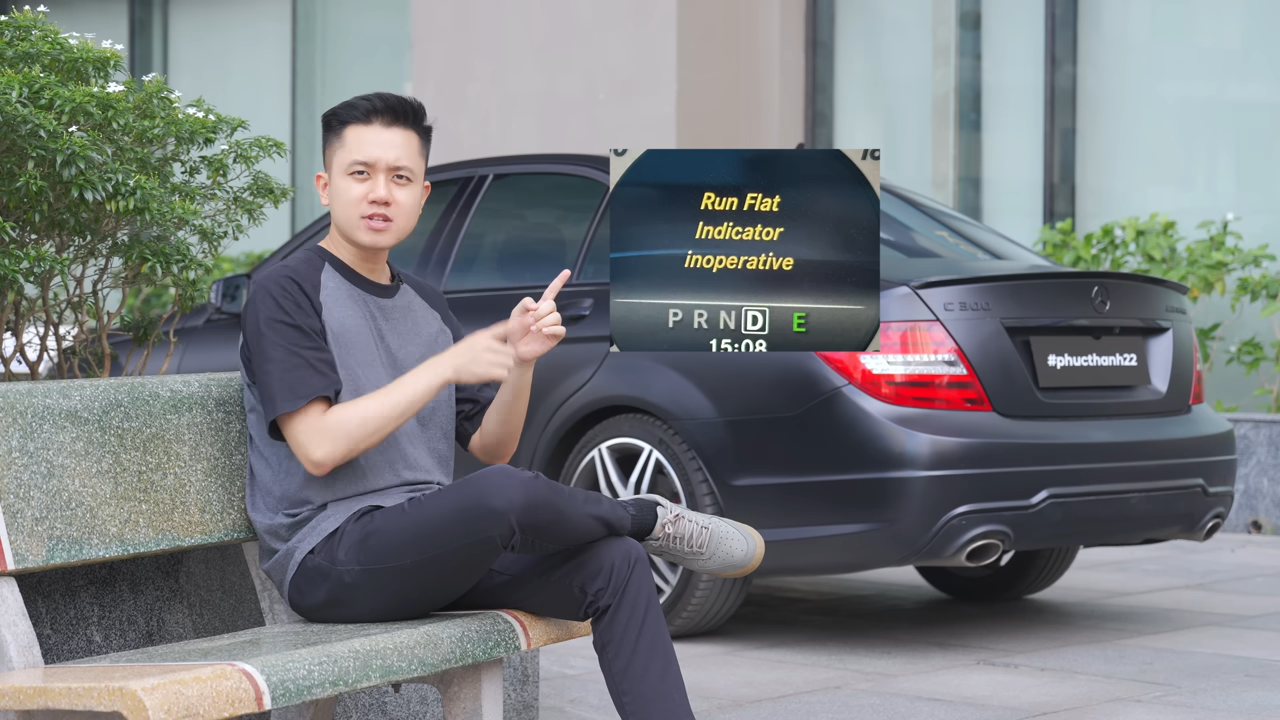 Run Flat
Indicator
inoperative
P R N D E
15:08
C 300
#phucthanh22